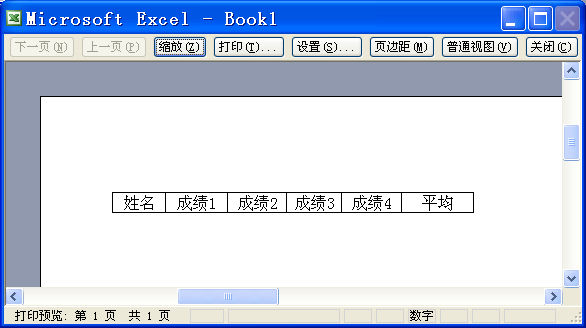 Microsoft Excel - Book1
下一页(N) 上一页(P) 缩放(Z) 打印(T)... 设置(S)... 页边距(M) 普通视图(V) 关闭(C)
姓名 成绩1 成绩2 成绩3 成绩4 平均
打印预览: 第 1 页 共 1 页 数字